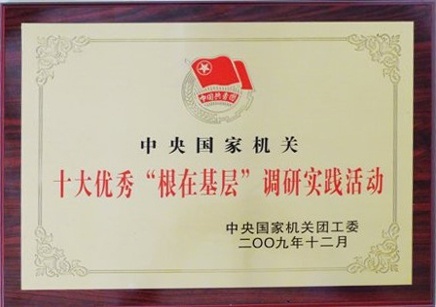 中国共青团
中央国家机关
十大优秀“根在基层”调研实践活动
中央国家机关团工委
二〇〇九年十二月